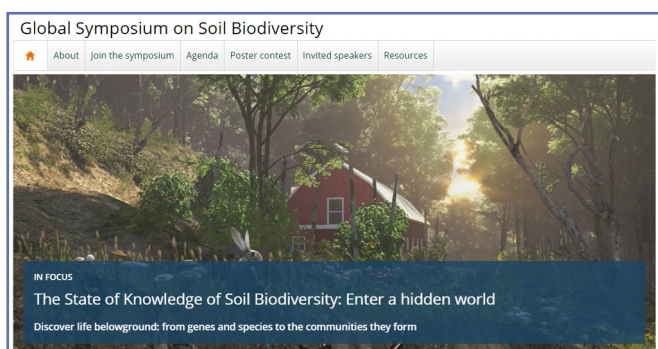 Global Symposium on Soil Biodiversity
About Join the symposium Agenda Poster contest Invited speakers Resources
IN FOCUS
The State of Knowledge of Soil Biodiversity: Enter a hidden world
Discover life belowground: from genes and species to the communities they form